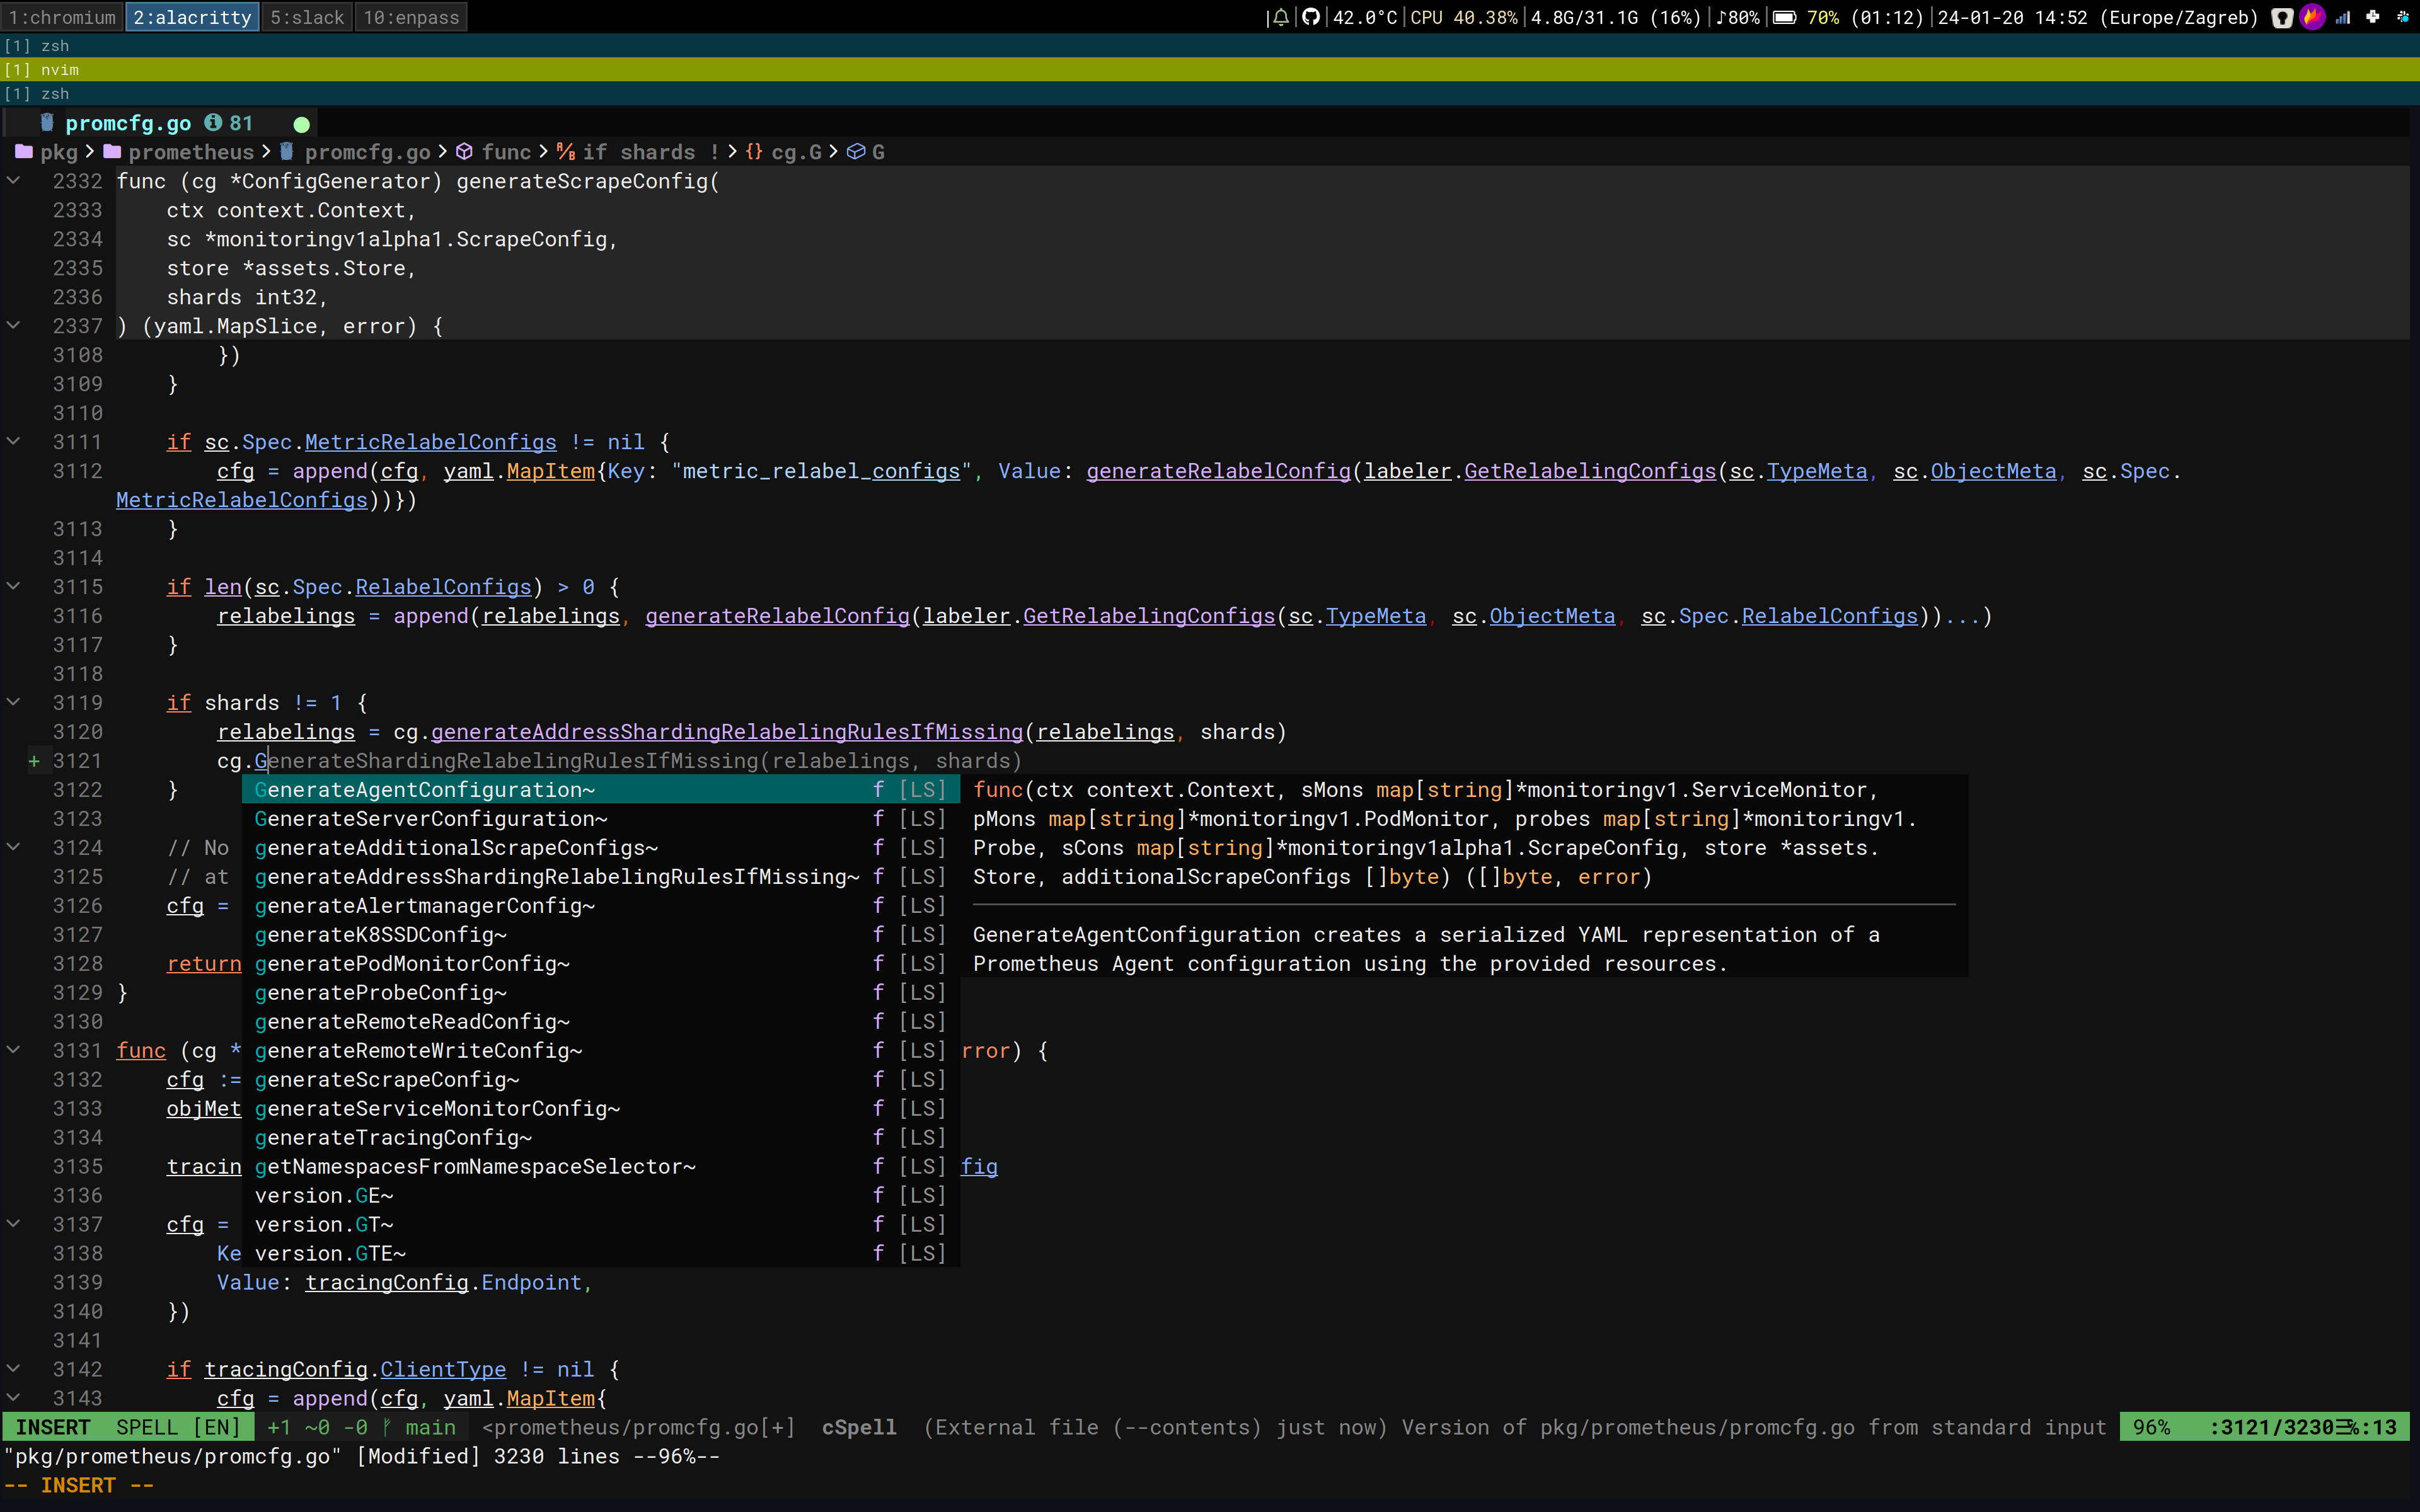 1:chromium 2:alacritty 5:slack 10:enpass | | |42.0°C|CPU 40.38%|4.8G/31.1G (16%)|♪80%| 70% (01:12)|24-01-20 14:52 (Europe/Zagreb)
[1] zsh
[1] nvim
[1] zsh
promcfg.go 81
pkg > prometheus > promcfg.go > func > if shards ! > {} cg.G > G
2332 func (cg *ConfigGenerator) generateScrapeConfig(
2333     ctx context.Context,
2334     sc *monitoringv1alpha1.ScrapeConfig,
2335     store *assets.Store,
2336     shards int32,
2337 ) (yaml.MapSlice, error) {
3108         })
3109     }
3110
3111     if sc.Spec.MetricRelabelConfigs != nil {
3112         cfg = append(cfg, yaml.MapItem{Key: "metric_relabel_configs", Value: generateRelabelConfig(labeler.GetRelabelingConfigs(sc.TypeMeta, sc.ObjectMeta, sc.Spec.
MetricRelabelConfigs))})
3113     }
3114
3115     if len(sc.Spec.RelabelConfigs) > 0 {
3116         relabelings = append(relabelings, generateRelabelConfig(labeler.GetRelabelingConfigs(sc.TypeMeta, sc.ObjectMeta, sc.Spec.RelabelConfigs))...)
3117     }
3118
3119     if shards != 1 {
3120         relabelings = cg.generateAddressShardingRelabelingRulesIfMissing(relabelings, shards)
+ 3121         cg.GenerateShardingRelabelingRulesIfMissing(relabelings, shards)
3122     } GenerateAgentConfiguration~ f [LS] func(ctx context.Context, sMons map[string]*monitoringv1.ServiceMonitor,
3123 GenerateServerConfiguration~ f [LS] pMons map[string]*monitoringv1.PodMonitor, probes map[string]*monitoringv1.
3124     // No generateAdditionalScrapeConfigs~ f [LS] Probe, sCons map[string]*monitoringv1alpha1.ScrapeConfig, store *assets.
3125     // at generateAddressShardingRelabelingRulesIfMissing~ f [LS] Store, additionalScrapeConfigs []byte) ([]byte, error)
3126     cfg = generateAlertmanagerConfig~ f [LS]
3127 generateK8SSDConfig~ f [LS] GenerateAgentConfiguration creates a serialized YAML representation of a
3128     return generatePodMonitorConfig~ f [LS] Prometheus Agent configuration using the provided resources.
3129 } generateProbeConfig~ f [LS]
3130 generateRemoteReadConfig~ f [LS]
3131 func (cg * generateRemoteWriteConfig~ f [LS] rror) {
3132     cfg := generateScrapeConfig~ f [LS]
3133     objMet generateServiceMonitorConfig~ f [LS]
3134 generateTracingConfig~ f [LS]
3135     tracin getNamespacesFromNamespaceSelector~ f [LS] fig
3136 version.GE~ f [LS]
3137     cfg = version.GT~ f [LS]
3138         Ke version.GTE~ f [LS]
3139         Value: tracingConfig.Endpoint,
3140     })
3141
3142     if tracingConfig.ClientType != nil {
3143         cfg = append(cfg, yaml.MapItem{
INSERT SPELL [EN] +1 ~0 -0 main <prometheus/promcfg.go[+] cSpell (External file (--contents) just now) Version of pkg/prometheus/promcfg.go from standard input 96% :3121/3230☰℅:13
"pkg/prometheus/promcfg.go" [Modified] 3230 lines --96%--
-- INSERT --